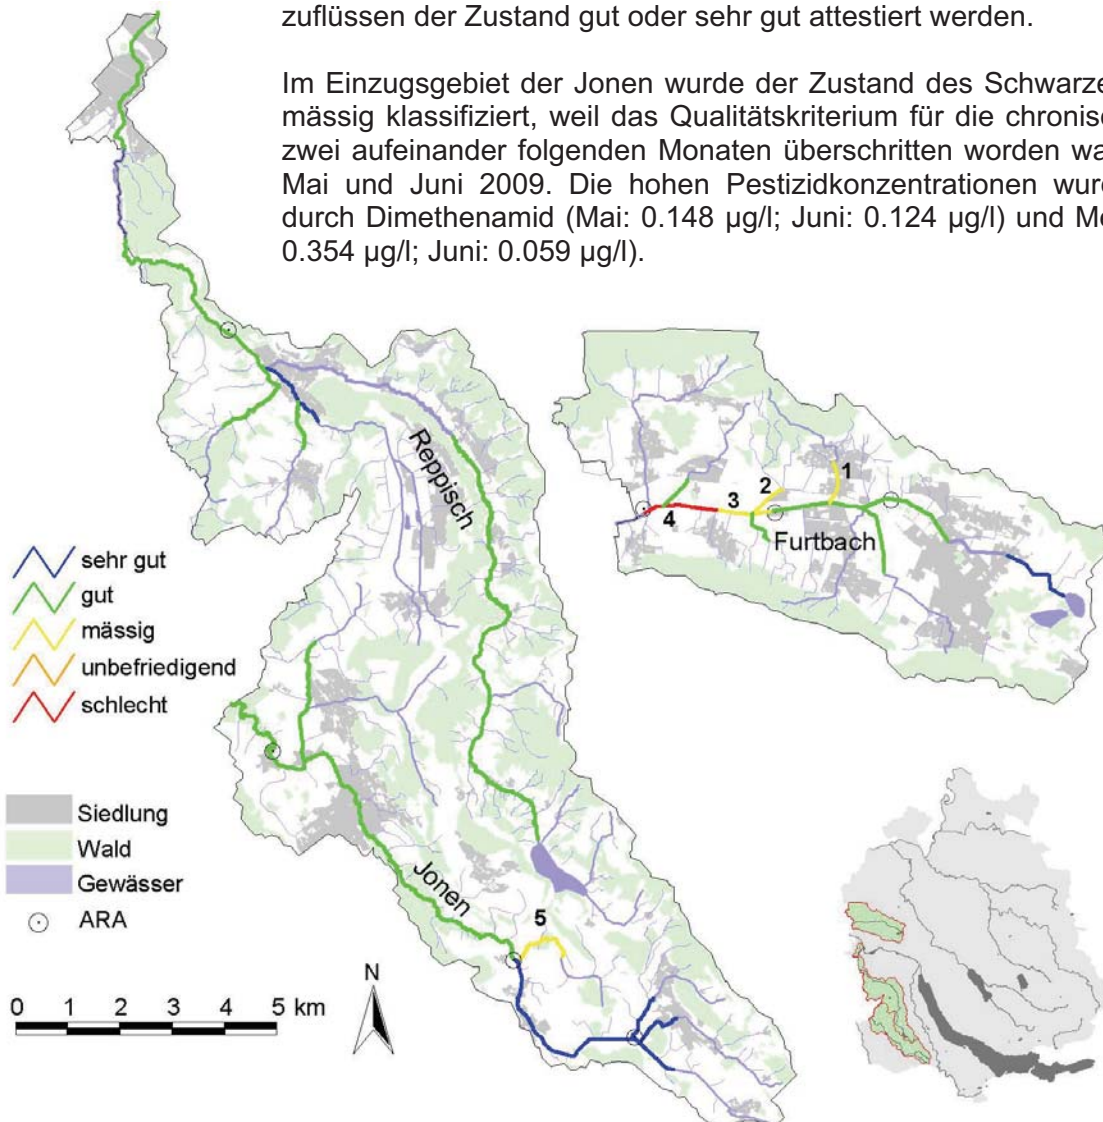 zuflüssen der Zustand gut oder sehr gut attestiert werden.
Im Einzugsgebiet der Jonen wurde der Zustand des
mässig klassifiziert, weil das Qualitätskriterium für die
zwei aufeinander folgenden Monaten überschritten worden
Mai und Juni 2009. Die hohen Pestizidkonzentrationen
durch Dimethenamid (Mai: 0.148 µg/l; Juni: 0.124 µg/l) und
0.354 µg/l; Juni: 0.059 µg/l).
Reppisch
1
2
3
4
Furtbach
sehr gut
gut
mässig
unbefriedigend
schlecht
Siedlung
Wald
Gewässer
ARA
Jonen
5
N
0 1 2 3 4 5 km